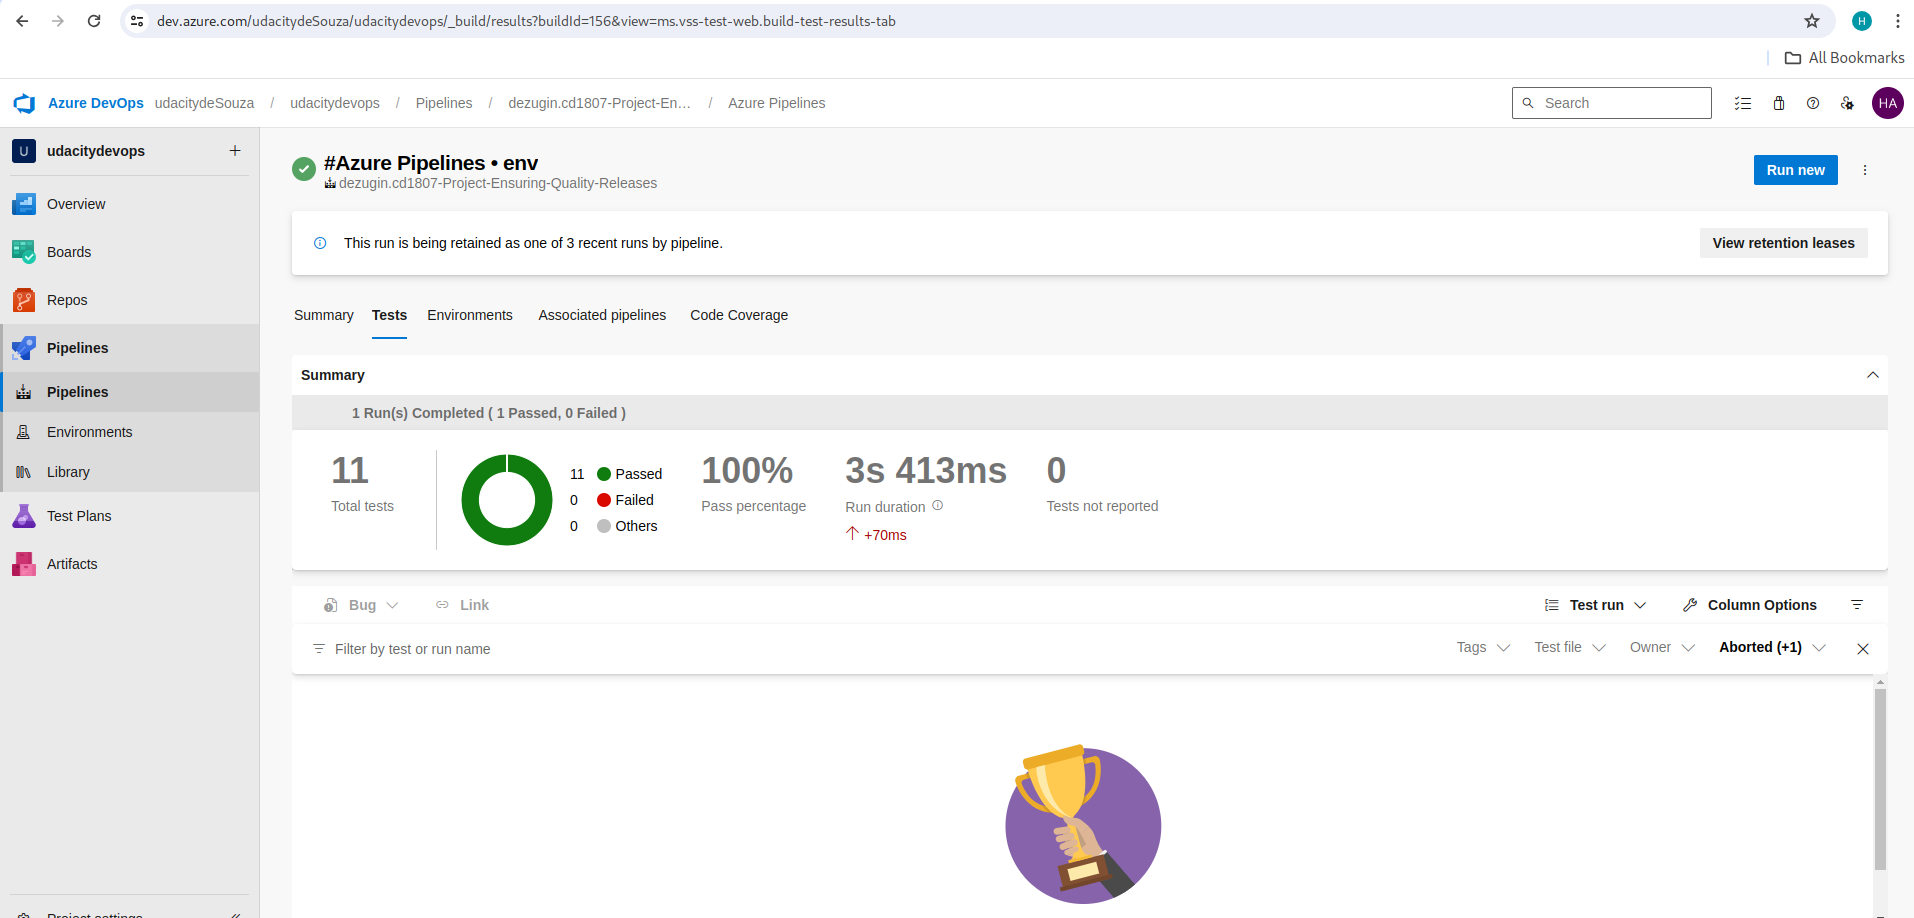 dev.azure.com/udacitydeSouza/udacitydevops/_build/results?buildId=156&view=ms.vss-test-web.build-test-results-tab
H
All Bookmarks
Azure DevOps udacitydeSouza / udacitydevops / Pipelines / dezugin.cd1807-Project-En... / Azure Pipelines
Search
HA
U udacitydevops +
Overview
Boards
Repos
Pipelines
Pipelines
Environments
Library
Test Plans
Artifacts
Project settings
#Azure Pipelines • env
dezugin.cd1807-Project-Ensuring-Quality-Releases
Run new
This run is being retained as one of 3 recent runs by pipeline.
View retention leases
Summary Tests Environments Associated pipelines Code Coverage
Summary
1 Run(s) Completed ( 1 Passed, 0 Failed )
11
Total tests
11 Passed
0 Failed
0 Others
100%
Pass percentage
3s 413ms
Run duration
+70ms
0
Tests not reported
Bug Link
Test run Column Options
Filter by test or run name
Tags Test file Owner Aborted (+1)